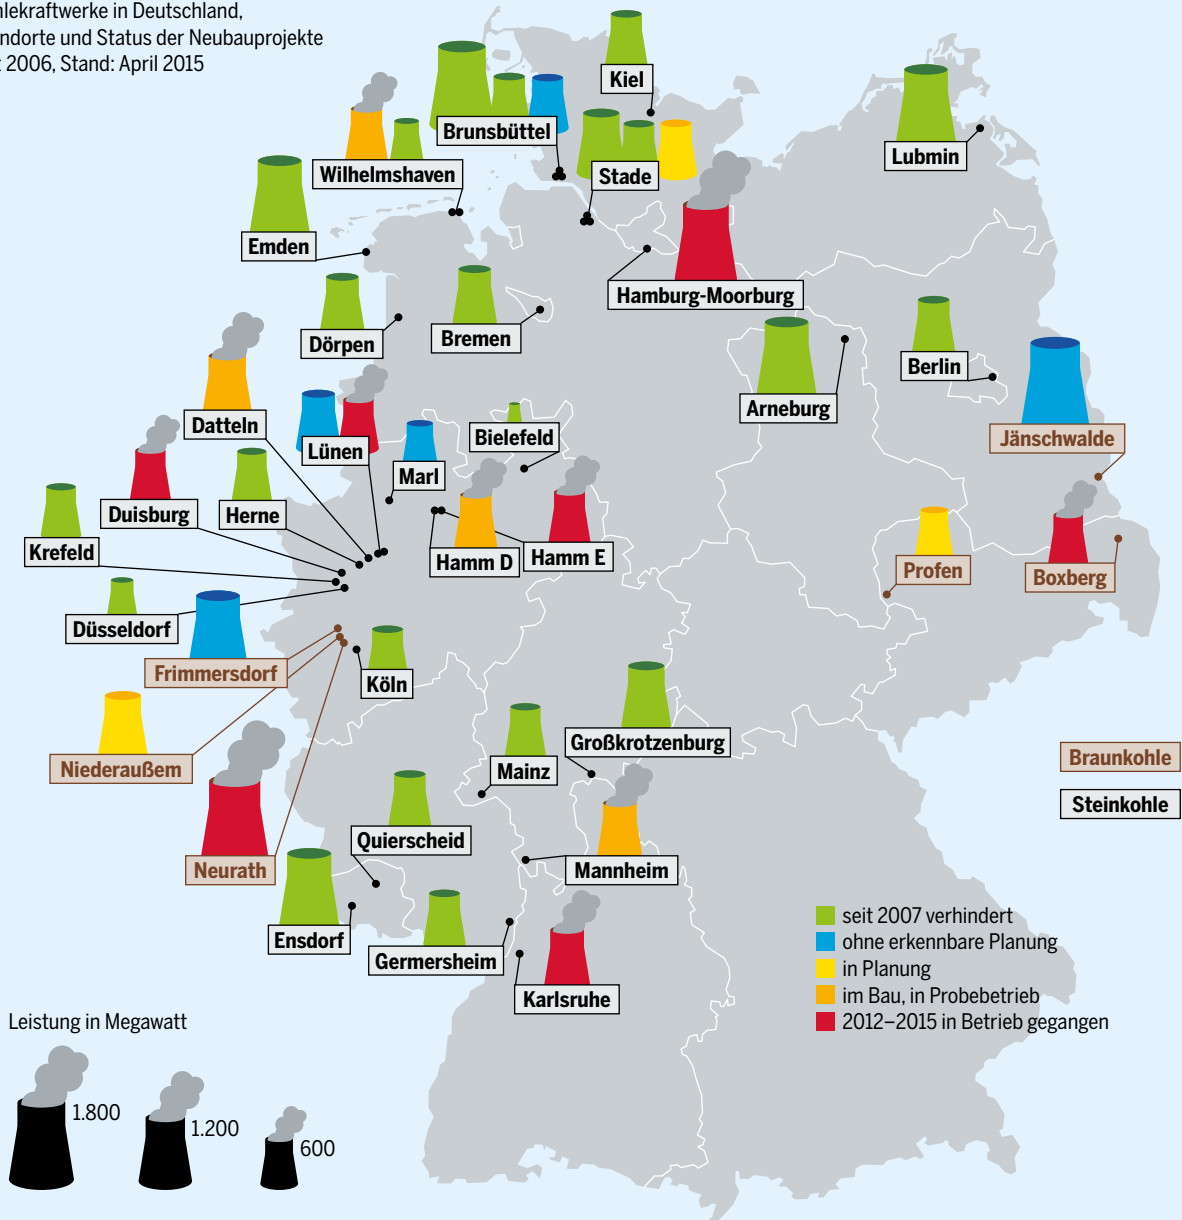 hlekraftwerke in Deutschland,
ndorte und Status der Neubauprojekte
2006, Stand: April 2015
Kiel
Brunsbüttel
Lubmin
Wilhelmshaven
Stade
Emden
Hamburg-Moorburg
Dörpen
Bremen
Berlin
Arneburg
Datteln
Lünen
Bielefeld
Jänschwalde
Marl
Duisburg
Herne
Krefeld
Hamm D
Hamm E
Profen
Boxberg
Düsseldorf
Frimmersdorf
Köln
Großkrotzenburg
Niederaußem
Mainz
Braunkohle
Steinkohle
Quierscheid
Neurath
Mannheim
Ensdorf
Germersheim
Karlsruhe
seit 2007 verhindert
ohne erkennbare Planung
in Planung
im Bau, in Probebetrieb
2012–2015 in Betrieb gegangen
Leistung in Megawatt
1.800
1.200
600